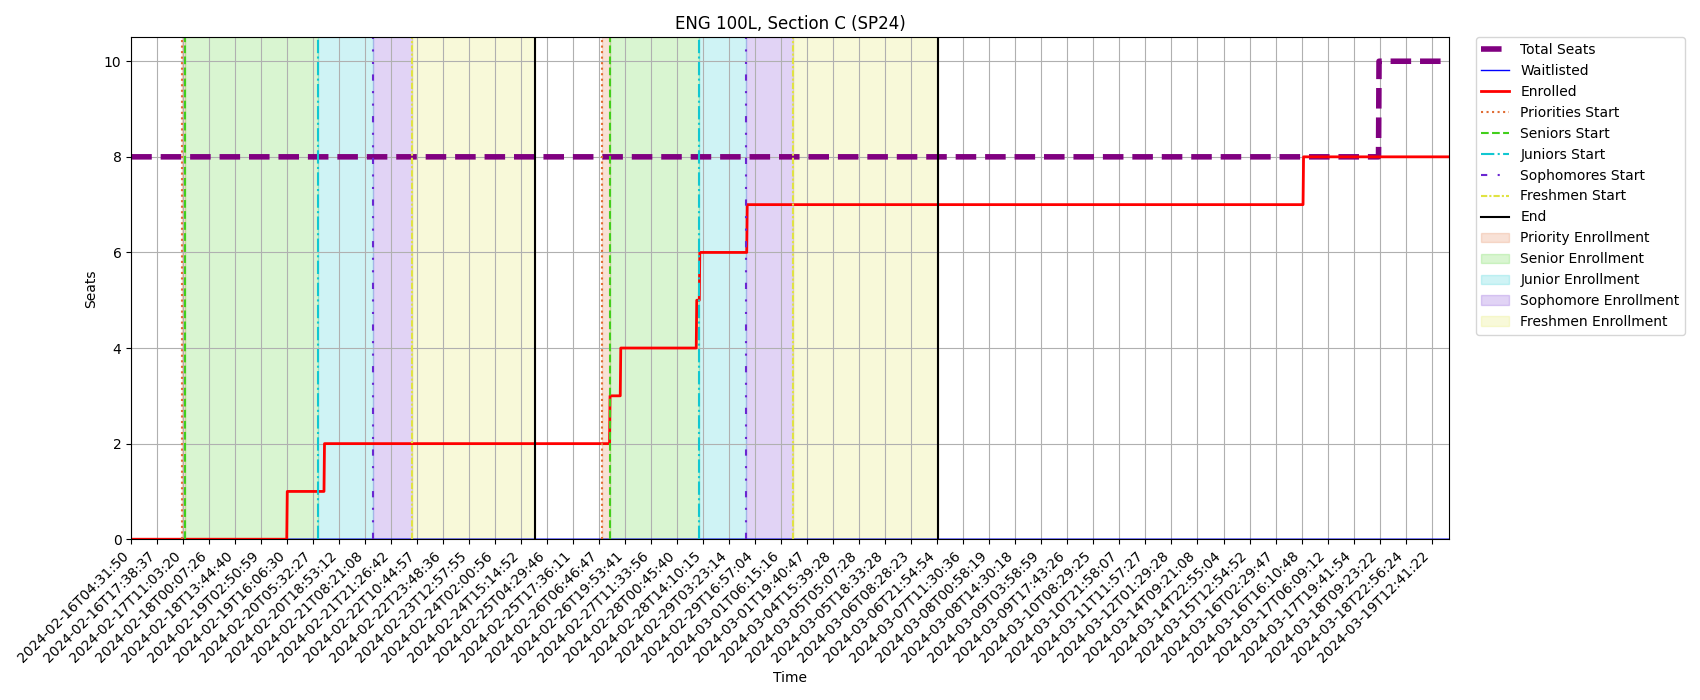 ENG 100L, Section C (SP24)
10
8
6
4
2
0
Seats
2024-02-16T04:31:50
2024-02-16T17:38:37
2024-02-17T11:03:20
2024-02-18T00:07:26
2024-02-18T13:44:40
2024-02-19T02:50:59
2024-02-19T16:06:30
2024-02-20T05:32:27
2024-02-20T18:53:12
2024-02-21T08:21:08
2024-02-21T21:26:42
2024-02-22T10:44:57
2024-02-22T23:48:36
2024-02-23T12:57:55
2024-02-24T02:00:56
2024-02-24T15:14:52
2024-02-25T04:29:46
2024-02-25T17:36:11
2024-02-26T06:46:47
2024-02-26T19:53:41
2024-02-27T11:33:56
2024-02-28T00:45:40
2024-02-28T14:10:15
2024-02-29T03:23:14
2024-02-29T16:57:04
2024-03-01T06:15:16
2024-03-01T19:40:47
2024-03-04T15:39:28
2024-03-05T05:07:28
2024-03-05T18:33:28
2024-03-06T08:28:23
2024-03-06T21:54:54
2024-03-07T11:30:36
2024-03-08T00:58:19
2024-03-08T14:30:18
2024-03-09T03:58:59
2024-03-09T17:43:26
2024-03-10T08:29:25
2024-03-10T21:58:07
2024-03-11T11:57:27
2024-03-12T01:29:28
2024-03-14T09:21:08
2024-03-14T22:55:04
2024-03-15T12:54:52
2024-03-16T02:29:47
2024-03-16T16:10:48
2024-03-17T06:09:12
2024-03-17T19:41:54
2024-03-18T09:23:22
2024-03-18T22:56:24
2024-03-19T12:41:22
Time
Total Seats
Waitlisted
Enrolled
Priorities Start
Seniors Start
Juniors Start
Sophomores Start
Freshmen Start
End
Priority Enrollment
Senior Enrollment
Junior Enrollment
Sophomore Enrollment
Freshmen Enrollment